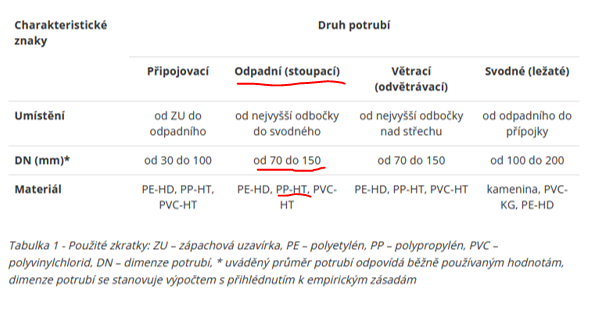 Charakteristické znaky
Druh potrubí
Připojovací
Odpadní (stoupací)
Větrací (odvětrávací)
Svodné (ležaté)
Umístění
od ZU do odpadního
od nejvyšší odbočky do svodného
od nejvyšší odbočky nad střechu
od odpadního do přípojky
DN (mm)*
od 30 do 100
od 70 do 150
od 70 do 150
od 100 do 200
Materiál
PE-HD, PP-HT, PVC-HT
PE-HD, PP-HT, PVC-HT
PE-HD, PP-HT, PVC-HT
kamenina, PVC-KG, PE-HD
Tabulka 1 - Použité zkratky: ZU – zápachová uzavírka, PE – polyetylén, PP – polypropylén, PVC –
polyvinylchlorid, DN – dimenze potrubí, * uváděný průměr potrubí odpovídá běžně používaným hodnotám,
dimenze potrubí se stanovuje výpočtem s přihlédnutím k empirickým zásadám